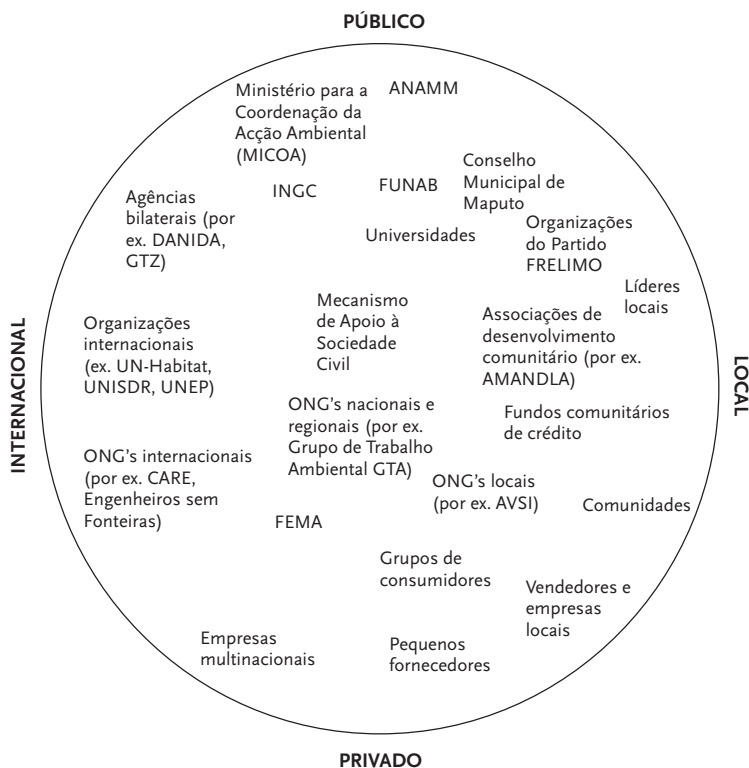 PÚBLICO
Ministério para a
Coordenação da
Acção Ambiental
(MICOA)
ANAMM
INGC
FUNAB
Conselho
Municipal de
Maputo
Agências
bilaterais (por
ex. DANIDA,
GTZ)
Universidades
Organizações
do Partido
FRELIMO
Líderes
locais
Mecanismo
de Apoio à
Sociedade
Civil
Associações de
desenvolvimento
comunitário (por ex.
AMANDLA)
Organizações
internacionais
(ex. UN-Habitat,
UNISDR, UNEP)
INTERNACIONAL
LOCAL
ONG's nacionais e
regionais (por ex.
Grupo de Trabalho
Ambiental GTA)
Fundos comunitários
de crédito
ONG's internacionais
(por ex. CARE,
Engenheiros sem
Fonteiras)
ONG's locais
(por ex. AVSI)
Comunidades
FEMA
Grupos de
consumidores
Vendedores e
empresas
locais
Empresas
multinacionais
Pequenos
fornecedores
PRIVADO